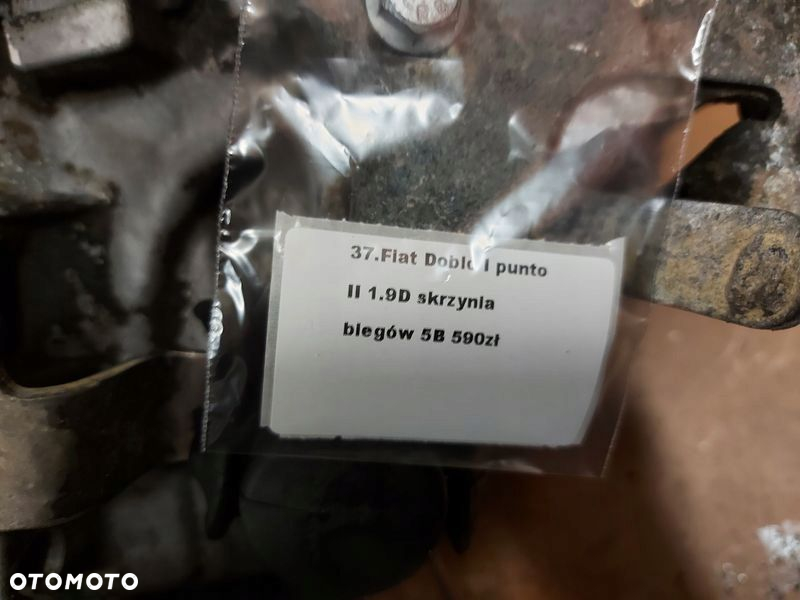 37.Fiat Doblo I punto
II 1.9D skrzynia
biegów 5B 590zł
OTOMOTO